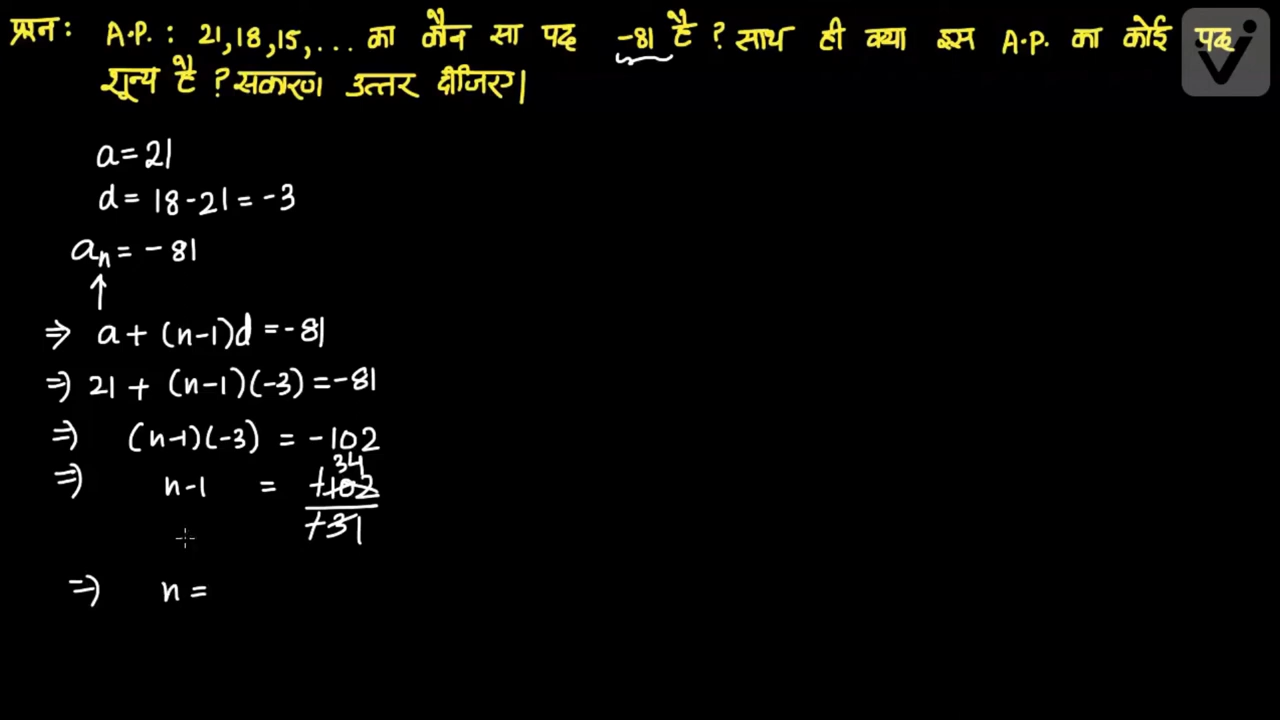 प्रश्न: A.P.: 21, 18, 15, ... का कौन सा पद -81 है ? साथ ही क्या इस A.P. का कोई पद
शून्य है ? सकारण उत्तर दीजिए।
a = 21
d = 18 - 21 = -3
aₙ = -81
↑
⇒ a + (n-1)d = -81
⇒ 21 + (n-1)(-3) = -81
⇒ (n-1)(-3) = -102
34
⇒ n-1 = -102
-3 1
⇒ n =